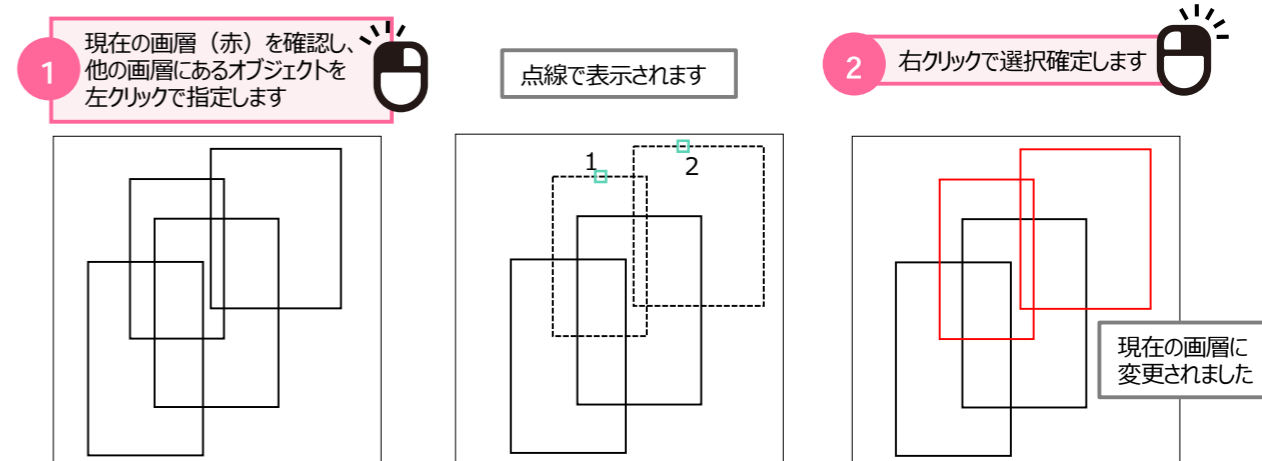 1
現在の画層（赤）を確認し、
他の画層にあるオブジェクトを
左クリックで指定します
点線で表示されます
2
右クリックで選択確定します
1
2
現在の画層に
変更されました